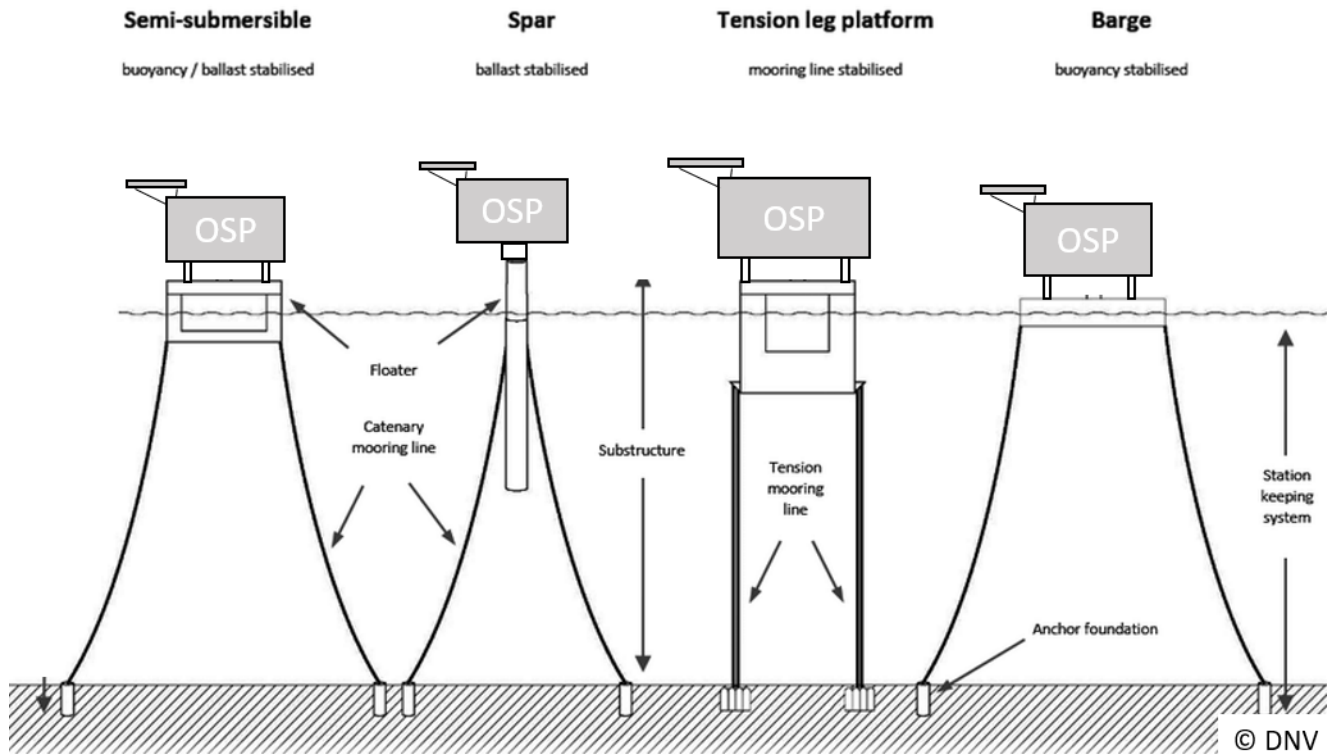 Semi-submersible
Spar
Tension leg platform
Barge
buoyancy / ballast stabilised
ballast stabilised
mooring line stabilised
buoyancy stabilised
OSP
OSP
OSP
OSP
Floater
Catenary
mooring line
Substructure
Tension
mooring
line
Station
keeping
system
Anchor foundation
© DNV